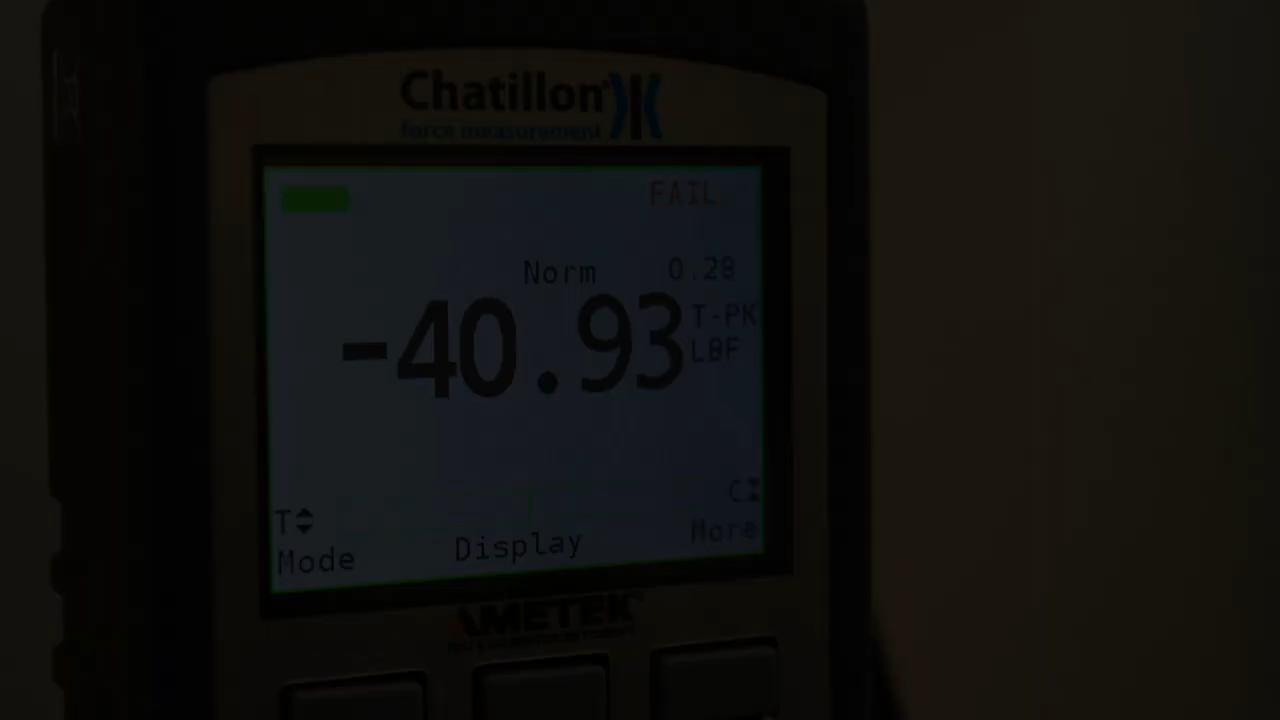 Chatillon
force measurement
FAIL
Norm 0.28
-40.93 T-PK
LBF
T C
Mode Display More
AMETEK